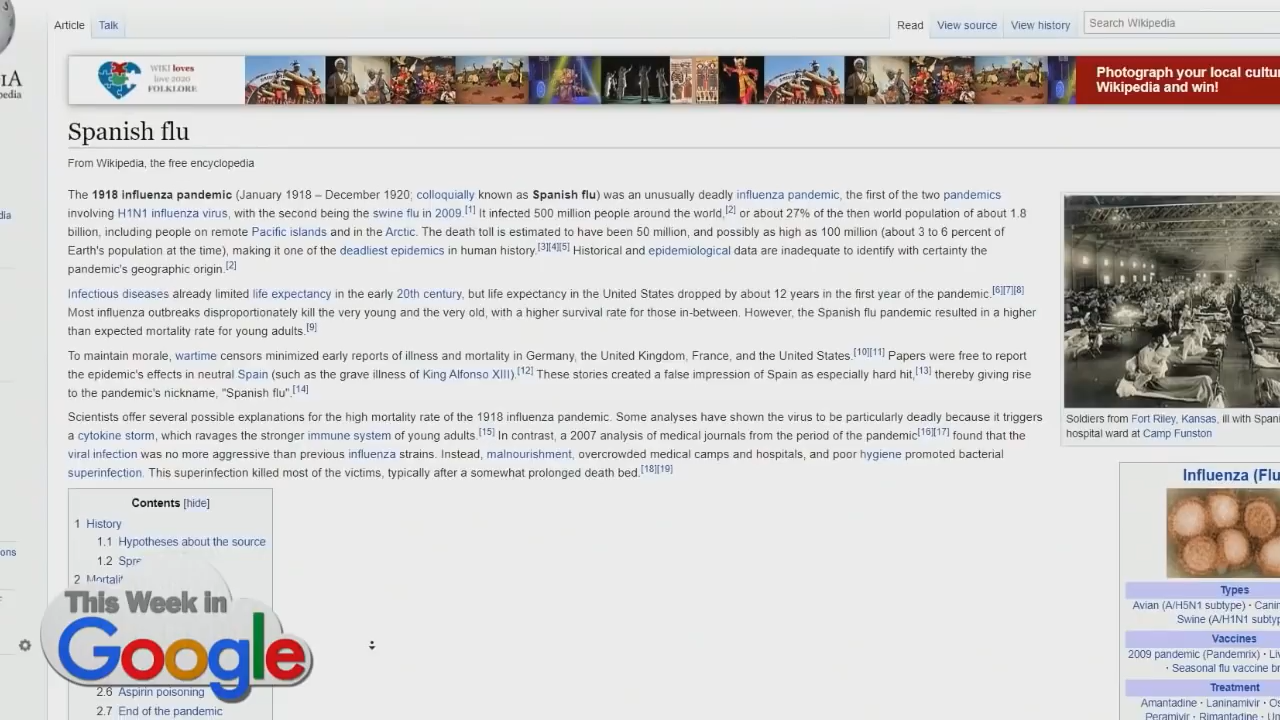 Article Talk Read View source View history Search Wikipedia
WIKI loves
love 2020
FOLKLORE
Photograph your local cultu
Wikipedia and win!
IA
pedia
Spanish flu
From Wikipedia, the free encyclopedia
The 1918 influenza pandemic (January 1918 – December 1920; colloquially known as Spanish flu) was an unusually deadly influenza pandemic, the first of the two pandemics
involving H1N1 influenza virus, with the second being the swine flu in 2009.[1] It infected 500 million people around the world,[2] or about 27% of the then world population of about 1.8
billion, including people on remote Pacific islands and in the Arctic. The death toll is estimated to have been 50 million, and possibly as high as 100 million (about 3 to 6 percent of
Earth's population at the time), making it one of the deadliest epidemics in human history.[3][4][5] Historical and epidemiological data are inadequate to identify with certainty the
pandemic's geographic origin.[2]
Infectious diseases already limited life expectancy in the early 20th century, but life expectancy in the United States dropped by about 12 years in the first year of the pandemic.[6][7][8]
Most influenza outbreaks disproportionately kill the very young and the very old, with a higher survival rate for those in-between. However, the Spanish flu pandemic resulted in a higher
than expected mortality rate for young adults.[9]
To maintain morale, wartime censors minimized early reports of illness and mortality in Germany, the United Kingdom, France, and the United States.[10][11] Papers were free to report
the epidemic's effects in neutral Spain (such as the grave illness of King Alfonso XIII).[12] These stories created a false impression of Spain as especially hard hit,[13] thereby giving rise
to the pandemic's nickname, "Spanish flu".[14]
Scientists offer several possible explanations for the high mortality rate of the 1918 influenza pandemic. Some analyses have shown the virus to be particularly deadly because it triggers
a cytokine storm, which ravages the stronger immune system of young adults.[15] In contrast, a 2007 analysis of medical journals from the period of the pandemic[16][17] found that the
viral infection was no more aggressive than previous influenza strains. Instead, malnourishment, overcrowded medical camps and hospitals, and poor hygiene promoted bacterial
superinfection. This superinfection killed most of the victims, typically after a somewhat prolonged death bed.[18][19]
dia
ons
Contents [hide]
1 History
1.1 Hypotheses about the source
1.2 Spre
2 Mortalit
This Week in
Google
2.6 Aspirin poisoning
2.7 End of the pandemic
Soldiers from Fort Riley, Kansas, ill with Spani
hospital ward at Camp Funston
Influenza (Flu
Types
Avian (A/H5N1 subtype) · Canin
Swine (A/H1N1 subtyp
Vaccines
2009 pandemic (Pandemrix) · Liv
· Seasonal flu vaccine br
Treatment
Amantadine · Laninamivir · Os
Peramivir · Rimantadine · Um